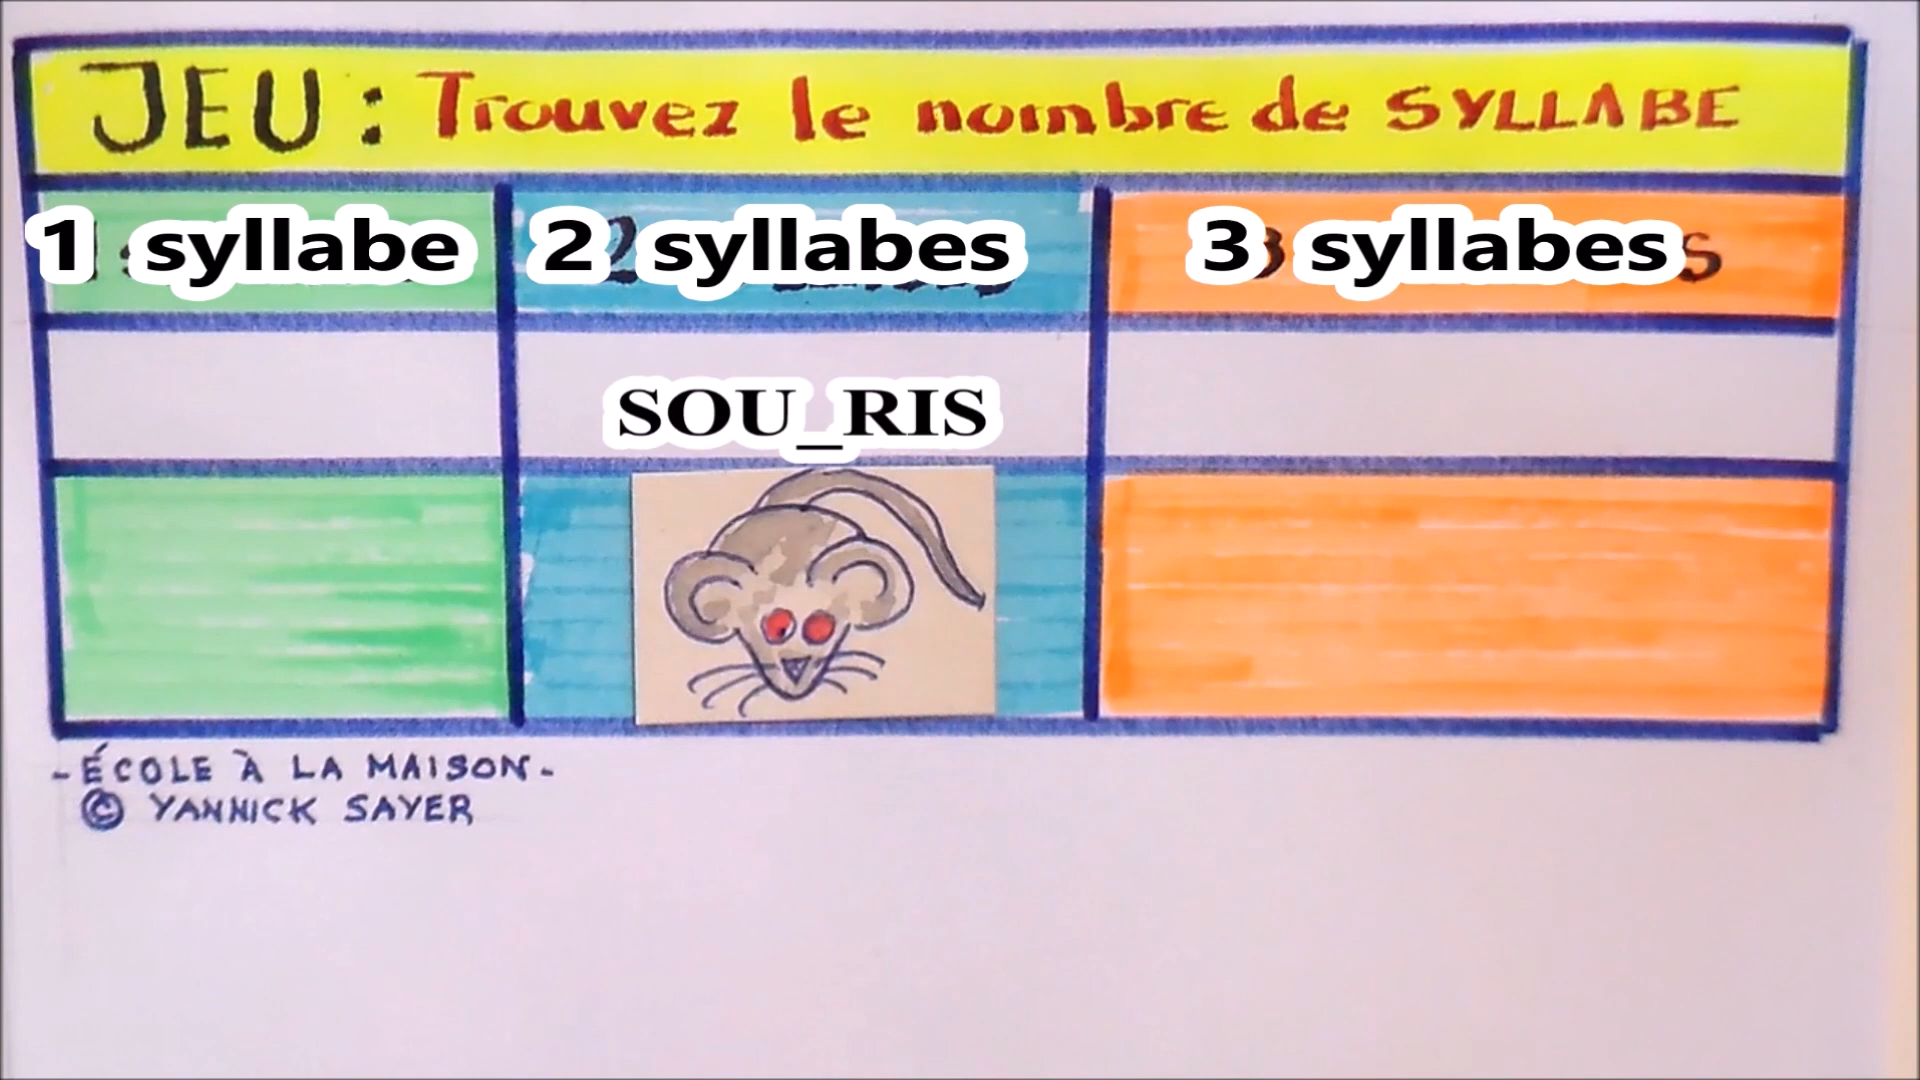 JEU : Trouvez le nombre de SYLLABE
1 syllabe 2 syllabes 3 syllabes
SOU_RIS
- ÉCOLE À LA MAISON -
© YANNICK SAYER